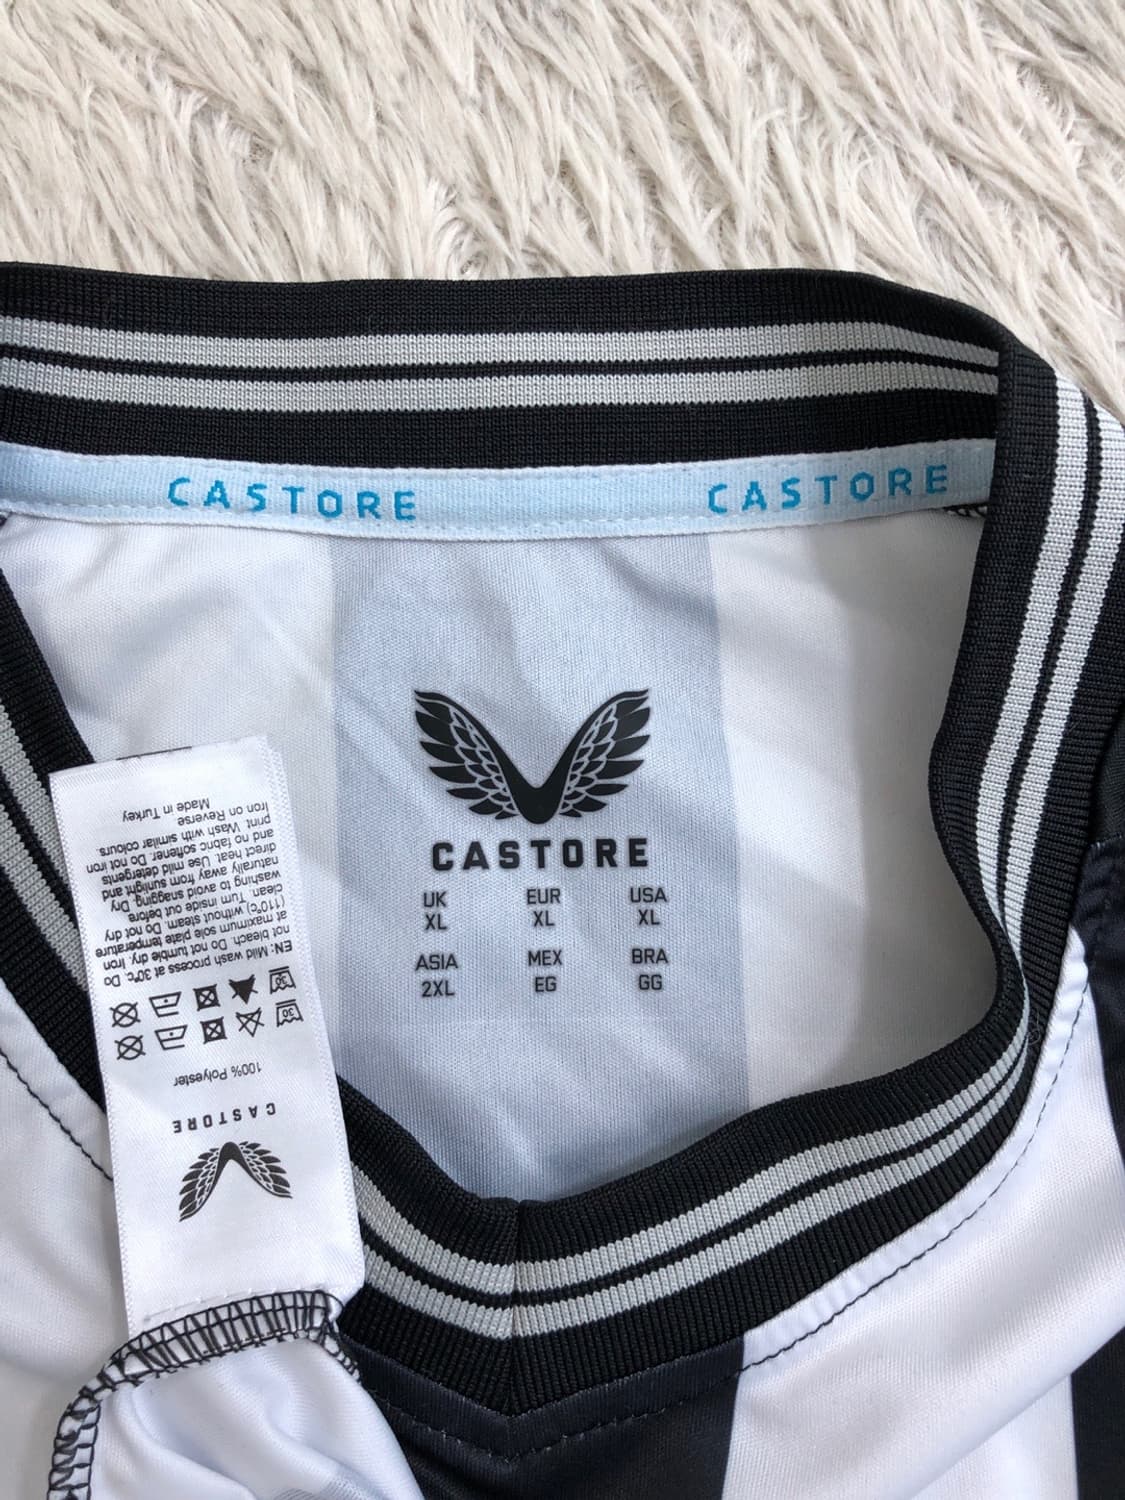 CASTORE CASTORE
CASTORE
UK EUR USA
XL XL XL
ASIA MEX BRA
2XL EG GG
CASTORE
100% Polyester
30
30
EN: Mild wash process at 30°c. Do
not bleach. Do not tumble dry. Iron
at maximum sole plate temperature
(110°c) without steam. Do not dry
clean. Turn inside out before
washing to avoid snagging. Dry
naturally away from sunlight and
direct heat. Use mild detergents
and no fabric softener. Do not iron
print. Wash with similar colours.
Iron on Reverse
Made in Turkey